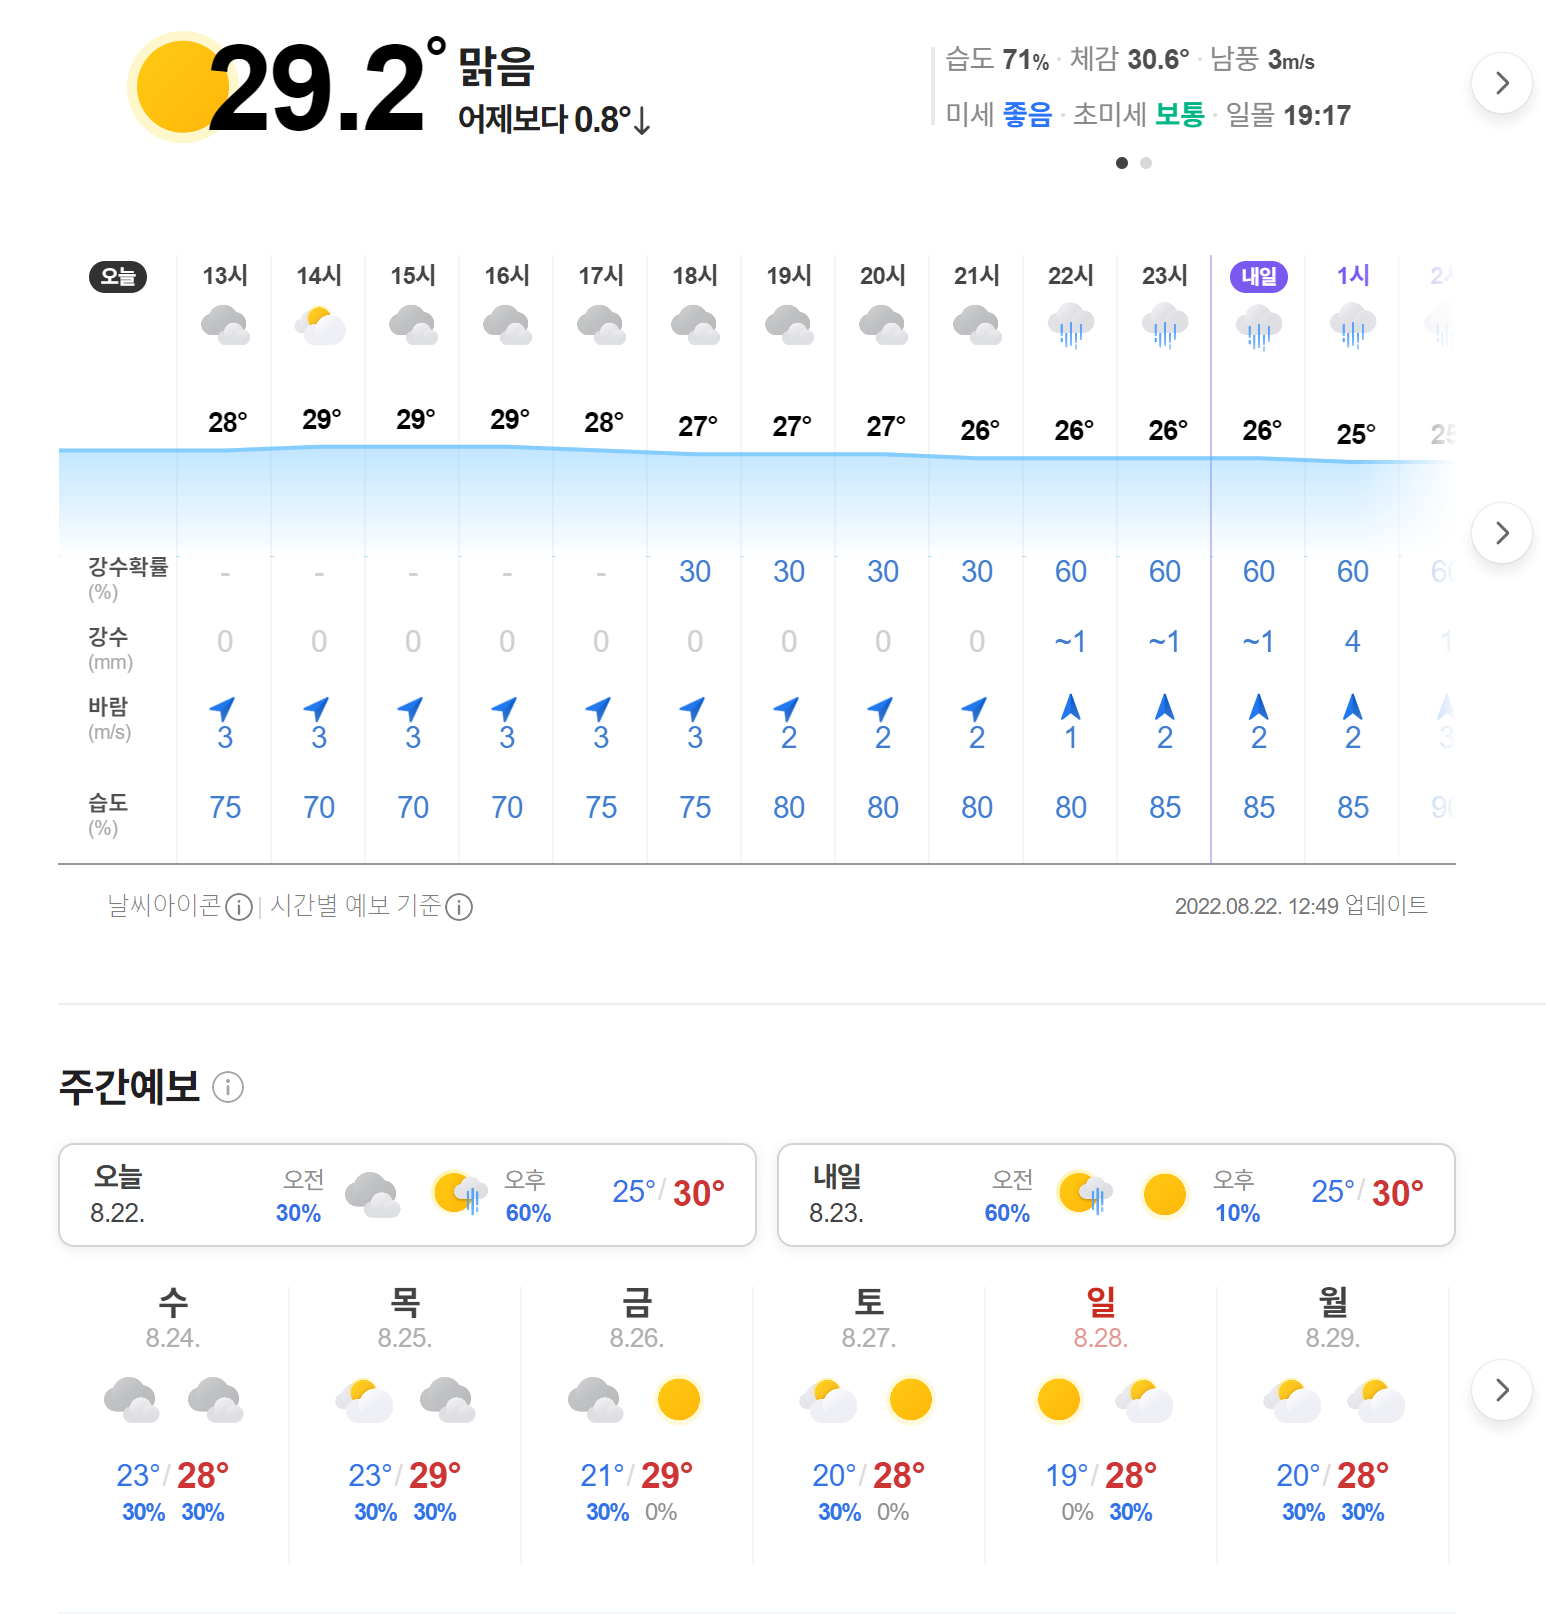 29.2° 맑음
어제보다 0.8°↓
습도 71% · 체감 30.6° · 남풍 3m/s
미세 좋음 · 초미세 보통 · 일몰 19:17
오늘 13시 14시 15시 16시 17시 18시 19시 20시 21시 22시 23시 내일 1시
28° 29° 29° 29° 28° 27° 27° 27° 26° 26° 26° 26° 25° 25
강수확률 - - - - - 30 30 30 30 60 60 60 60 60
(%)
강수 0 0 0 0 0 0 0 0 0 ~1 ~1 ~1 4 1
(mm)
바람
(m/s) 3 3 3 3 3 3 2 2 2 1 2 2 2 3
습도 75 70 70 70 75 75 80 80 80 80 85 85 85 90
(%)
날씨아이콘 | 시간별 예보 기준
2022.08.22. 12:49 업데이트
주간예보
오늘 오전 오후 25°/30°
8.22. 30% 60%
내일 오전 오후 25°/30°
8.23. 60% 10%
수 목 금 토 일 월
8.24. 8.25. 8.26. 8.27. 8.28. 8.29.
23°/28° 23°/29° 21°/29° 20°/28° 19°/28° 20°/28°
30% 30% 30% 30% 30% 0% 30% 0% 0% 30% 30% 30%